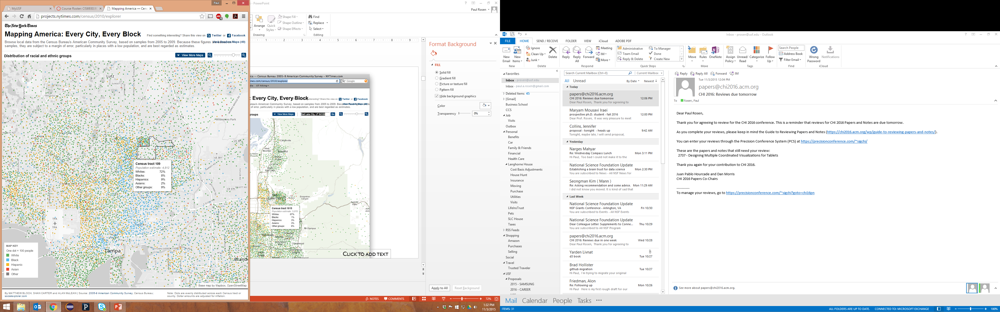 Paul
MyUSF
Course Roster: CIS6930.9
Mapping America — Cens
projects.nytimes.com/census/2010/explorer
The New York Times
Mapping America: Every City, Every Block
Find something interesting? Share this view on Twitter or Facebook
Browse local data from the Census Bureau's American Community Survey, based on samples from 2005 to 2009. Because these figures are based on
View Readers Maps (49)
samples, they are subject to a margin of error, particularly in places with a low population, and are best regarded as estimates.
Distribution of racial and ethnic groups
View More Maps
Lutz
Wilderness Park
Census tract 109
Population estimate: 4,812
Whites: 72%
Blacks: 8%
Hispanics: 9%
Asians: 2%
Other groups: 9%
TPA
TPA
Ybor City
Tampa
Brand
MAP KEY
One dot = 100 people
White
Black
Hispanic
Asian
Other
Base map by Mapbox, OpenStreetMap
By MATTHEW BLOCH, SHAN CARTER and ALAN McLEAN | Source: 2005-9 American Community Survey, Census Bureau;
socialexplorer.com
Note: Dots are evenly distributed across each Census tract or
county. Dollar amounts are adjusted for inflation.
- PowerPoint
Paul Rosen
Arrange
Quick
Styles
Shape Fill
Shape Outline
Shape Effects
Find
Replace
Select
Drawing
Editing
1 2 3 4 5 6 7 8 9
ica — Census Bureau 2005-9 American Community Survey - NYTimes.com
mes.com/census/2010/explorer
Google
dia UT hiking
: Every City, Every Block
interesting? Share this view on Twitter or Facebook
reau's American Community Survey, based on samples from 2005 to 2009.
of error, particularly in places with a low population, and are best regarded as estimates.
groups
View More Maps
Salt Lake City, UT 84103
Go
Centerville
West
Bountiful
Emigration
Canyon
Summit
Park
Census tract 1015
Population estimate: 3,070
Whites: 87%
Blacks: 1%
Hispanics: 3%
Asians: 3%
Other groups: 6%
Mt Olympus
CLICK TO ADD TEXT
Format Background
FILL
Solid fill
Gradient fill
Picture or texture fill
Pattern fill
Hide background graphics
Color
Transparency 0%
Apply to All
Reset Background
NOTES
COMMENTS
72%
1:32 PM
11/3/2015
Inbox - prosen@usf.edu - Outlook
FILE HOME SEND / RECEIVE FOLDER VIEW iCloud ADOBE PDF
New
Email
New
Items
Ignore
Clean Up
Junk
Delete
Reply
Reply
All
Forward
Meeting
IM
More
Administrative
Team Email
Reply & Delete
To Manager
Done
Create New
Move
Rules
OneNote
Assign
Policy
Unread/
Read
Categorize
Follow
Up
Search People
Address Book
Filter Email
Wrong
Password
Notifications
New
Delete
Respond
Quick Steps
Move
Tags
Find
iCloud
Favorites
Inbox - prosen@usf.edu
Inbox - paul.a.rosen@gmail.com
Deleted Items 45
[Gmail]
Business School
CCS
Job
Visits
Outbox
Personal
Benefits
Car
Family & Friends
Financial
Health Care
Langhorne House
Cost Basis Adjustments
House Hunt
Insurance
Moving
Purchase
Utilities
Visits
LifeInsTrust
Pets
SLC House
Taxes
RSS Feeds
Shopping
Amazon
Purchases
Selling
Social
Travel
Trusted Traveler
USF
Proposals
2015 - SAMSUNG
2016 - CAREER
Search Current Mailbox (Ctrl+E)
Current Mailbox
All Unread
By Date Newest
Today
papers@chi2016.acm.org
CHI 2016: Reviews due tomorrow 12:06 PM
Dear Paul Rosen, Thank you for agreeing to
Maryam Mousavi Iraei
prospective ph.D. student - fall 2016 12:00 PM
Dear Prof. Rosen, It was very pleasure to meet
Collins, Jennifer
proposal - tonight - heads up 9:42 AM
Tonight, maybe late, I will send proposal,
Yesterday
Narges Mahyar
Re: Wednesday Compass Lunch Mon 3:11 PM
Hi Paul, Too bad I could not make it to the
National Science Foundation Update
Establishing a brain trust for data science Mon 2:30 PM
You are subscribed to News - All NSF News for
Seongman Kim ( Mann )
Re: Asking recommendation and some advice. Mon 11:29 AM
I did not know you moved. It is kind of sad that
Last Week
National Science Foundation Update
NSF Grants Conference - Arlington, VA Fri 10/30
You are subscribed to Events - All NSF Events
National Science Foundation Update
Dear Colleague Letter: Supplements to Conne... Thu 10/29
You are subscribed to All NSF Program
papers@chi2016.acm.org
CHI 2016: Reviews due in one week Wed 10/28
Dear Paul Rosen, Thank you for agreeing to
Yarden Livnat
d3 book Tue 10/27
Brad Hollister
github migration Tue 10/27
Hi Paul, I'm trying to migrate your original
Friedman, Alon
Re: Following up Mon 10/26
Hi Paul Here is my first rough draft for our
Reply Reply All Forward IM
Tue 11/3/2015 12:04 PM
papers@chi2016.acm.org
CHI 2016: Reviews due tomorrow
To Rosen, Paul
Dear Paul Rosen,
Thank you for agreeing to review for the CHI 2016 conference. This is a reminder that reviews for CHI 2016 Papers and Notes are due tomorrow.
As you complete your reviews, please keep in mind the Guide to Reviewing Papers and Notes (https://chi2016.acm.org/wp/guide-to-reviewing-papers-and-notes/).
You can enter your reviews through the Precision Conference System (PCS) at https://precisionconference.com/~sigchi/
These are the papers and notes that still need your review:
2737 - Designing Multiple Coordinated Visualizations for Tablets
Thank you again for your contribution to CHI 2016.
Juan Pablo Hourcade and Dan Morris
CHI 2016 Papers Co-Chairs
----------
To manage your reviews, go to https://precisionconference.com/~sigchi?goto=chi16pn
See more about papers@chi2016.acm.org.
Mail Calendar People Tasks ...
ITEMS: 31
ALL FOLDERS ARE UP TO DATE. CONNECTED TO: MICROSOFT EXCHANGE
100%